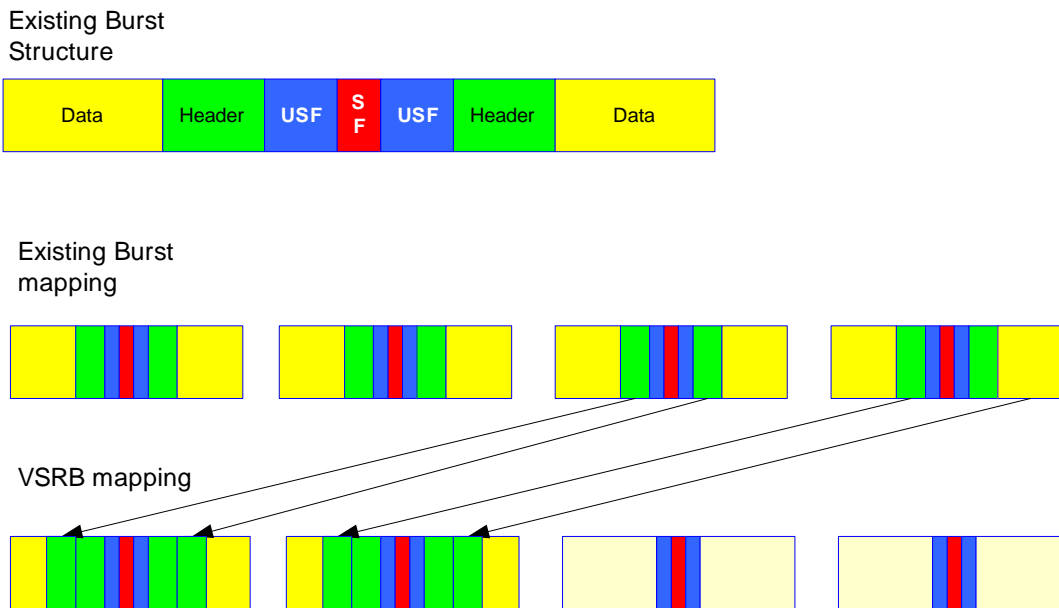 Existing Burst
Structure
Data Header USF S F USF Header Data
Existing Burst
mapping
VSRB mapping